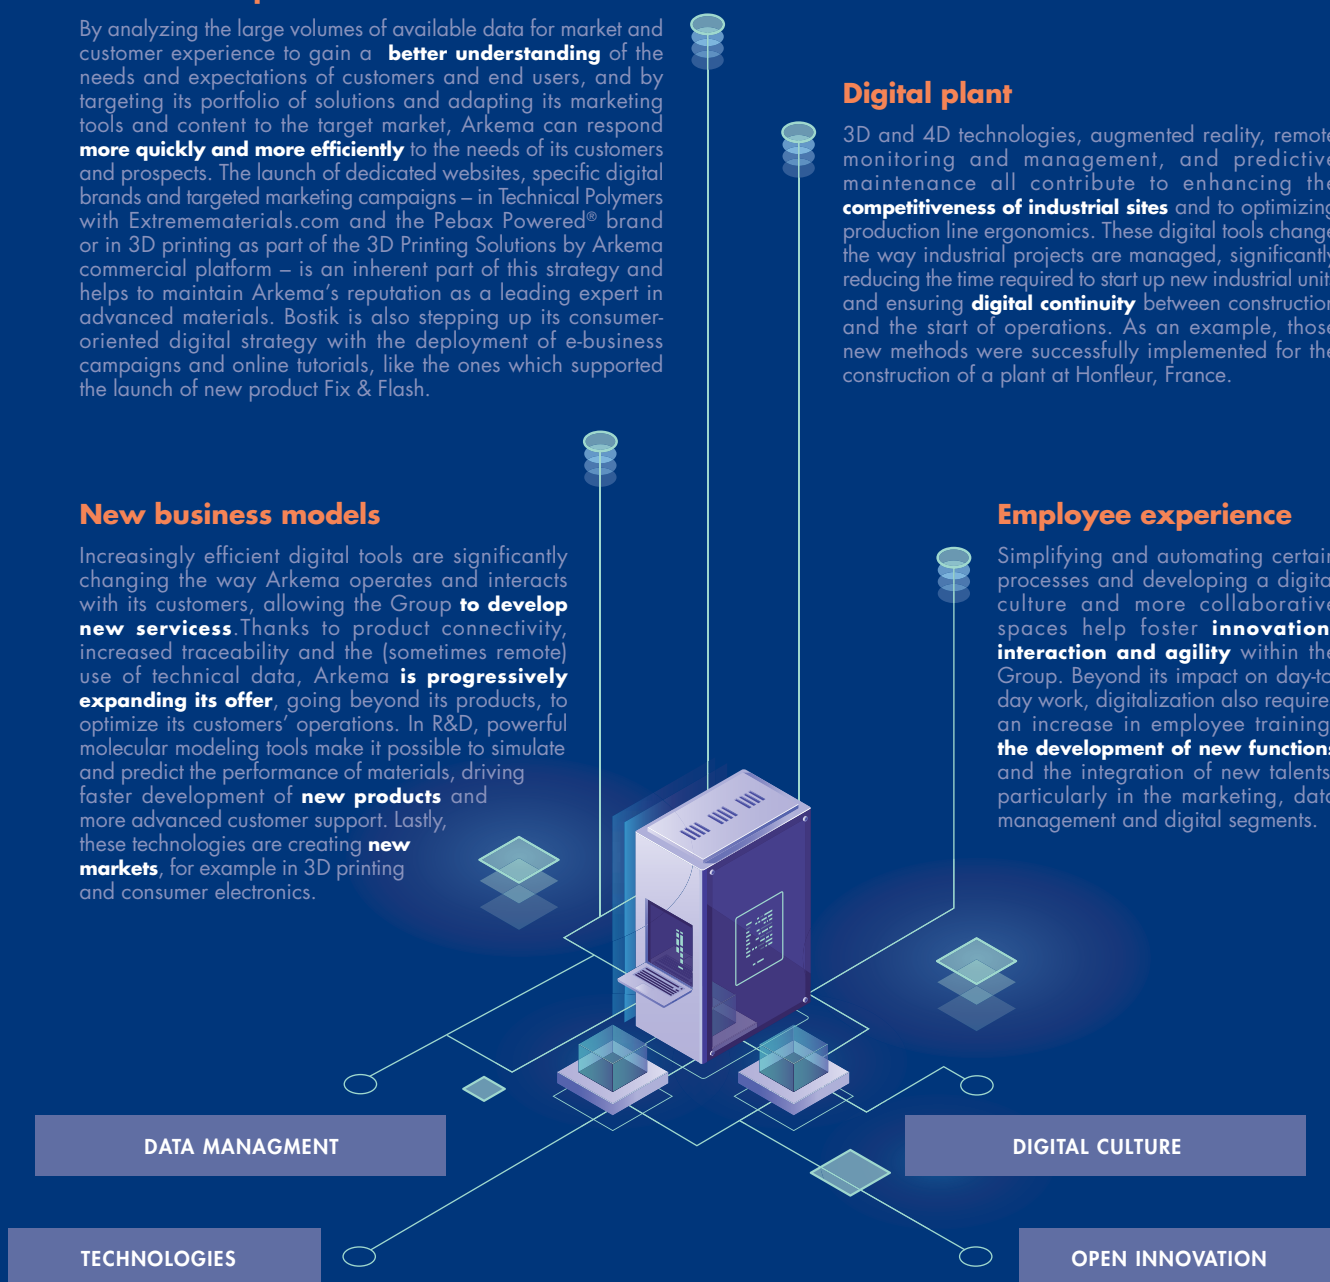 By analyzing the large volumes of available data for market and
customer experience to gain a better understanding of the
needs and expectations of customers and end users, and by
targeting its portfolio of solutions and adapting its marketing
tools and content to the target market, Arkema can respond
more quickly and more efficiently to the needs of its customers
and prospects. The launch of dedicated websites, specific digital
brands and targeted marketing campaigns – in Technical Polymers
with Extremematerials.com and the Pebax Powered® brand
or in 3D printing as part of the 3D Printing Solutions by Arkema
commercial platform – is an inherent part of this strategy and
helps to maintain Arkema’s reputation as a leading expert in
advanced materials. Bostik is also stepping up its consumer-
oriented digital strategy with the deployment of e-business
campaigns and online tutorials, like the ones which supported
the launch of new product Fix & Flash.
Digital plant
3D and 4D technologies, augmented reality, remote
monitoring and management, and predictive
maintenance all contribute to enhancing the
competitiveness of industrial sites and to optimizing
production line ergonomics. These digital tools change
the way industrial projects are managed, significantly
reducing the time required to start up new industrial unit
and ensuring digital continuity between construction
and the start of operations. As an example, those
new methods were successfully implemented for the
construction of a plant at Honfleur, France.
New business models
Increasingly efficient digital tools are significantly
changing the way Arkema operates and interacts
with its customers, allowing the Group to develop
new servicess.Thanks to product connectivity,
increased traceability and the (sometimes remote)
use of technical data, Arkema is progressively
expanding its offer, going beyond its products, to
optimize its customers’ operations. In R&D, powerful
molecular modeling tools make it possible to simulate
and predict the performance of materials, driving
faster development of new products and
more advanced customer support. Lastly,
these technologies are creating new
markets, for example in 3D printing
and consumer electronics.
Employee experience
Simplifying and automating certain
processes and developing a digita
culture and more collaborative
spaces help foster innovation
interaction and agility within the
Group. Beyond its impact on day-to
day work, digitalization also require
an increase in employee training
the development of new functions
and the integration of new talents
particularly in the marketing, data
management and digital segments.
DATA MANAGMENT
DIGITAL CULTURE
TECHNOLOGIES
OPEN INNOVATION